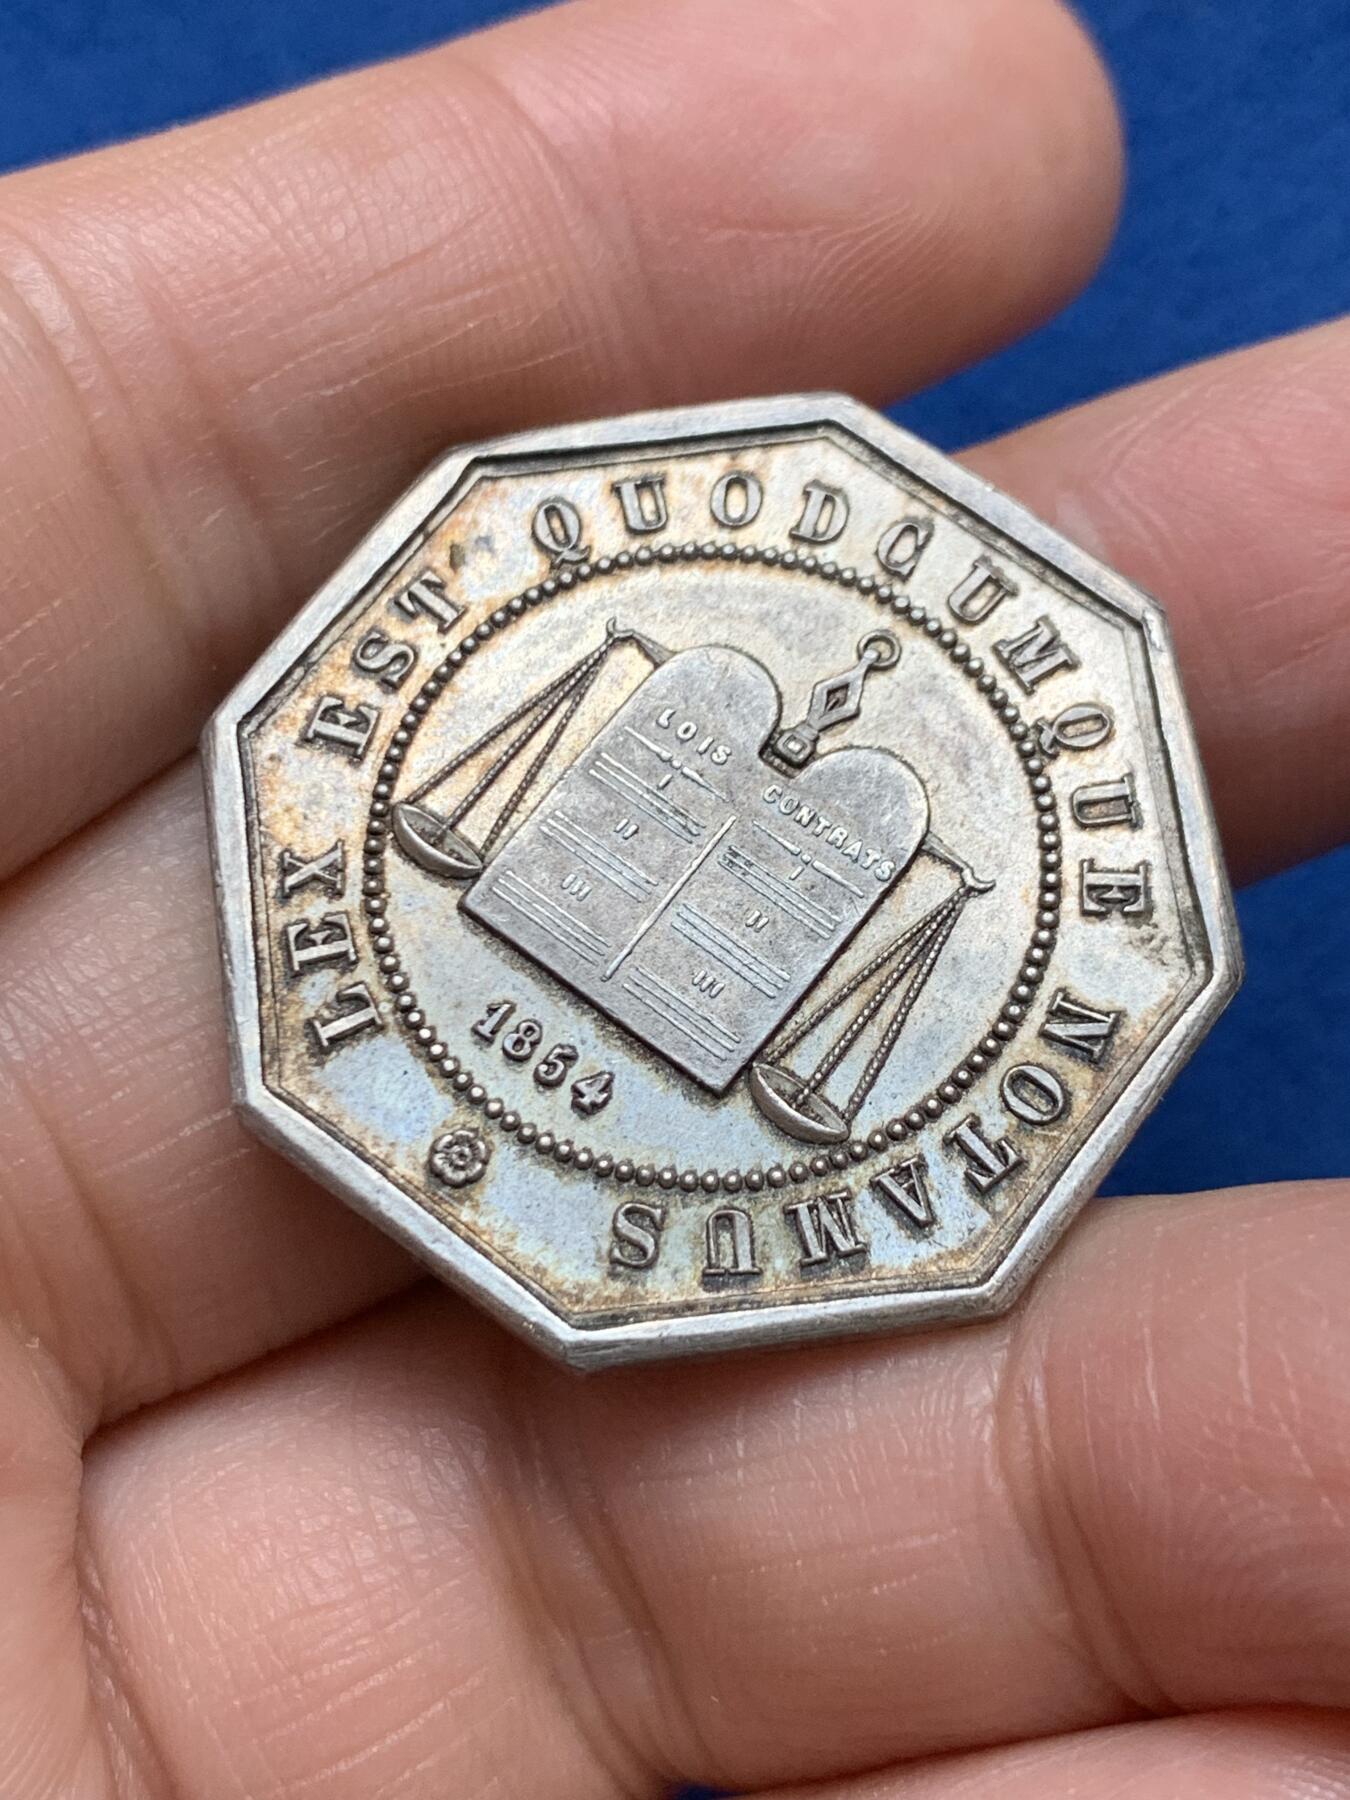 LEX EST QUODCUMQUE NOTAMUS
LOIS
I
II
III
CONTRATS
I
II
III
1854